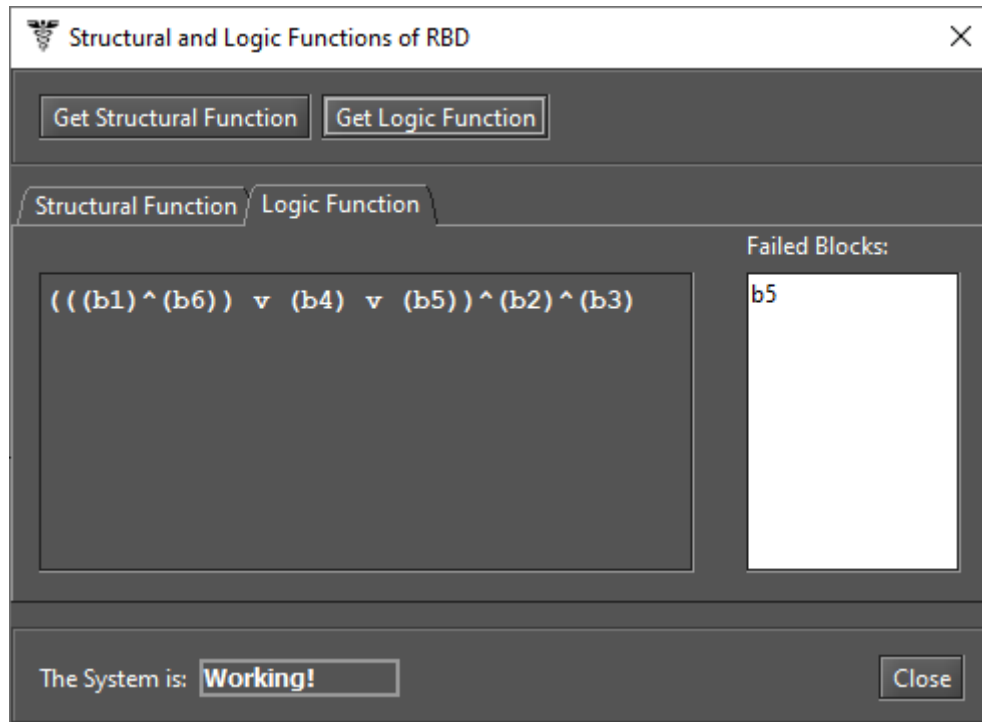 Structural and Logic Functions of RBD
Get Structural Function Get Logic Function
Structural Function Logic Function
Failed Blocks:
(((b1)^(b6)) v (b4) v (b5))^(b2)^(b3)
b5
The System is: Working!
Close